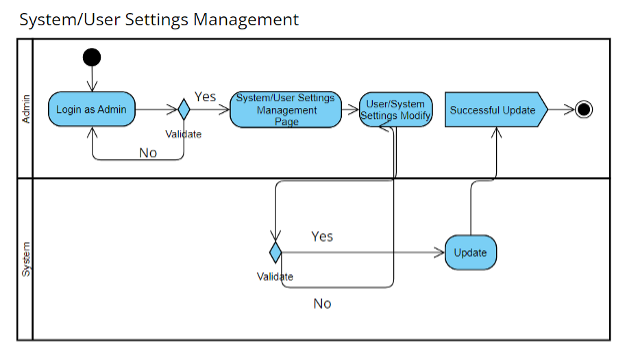 System/User Settings Management
Admin
Login as Admin
Validate
Yes
No
System/User Settings
Management
Page
User/System
Settings Modify
Successful Update
System
Validate
Yes
No
Update